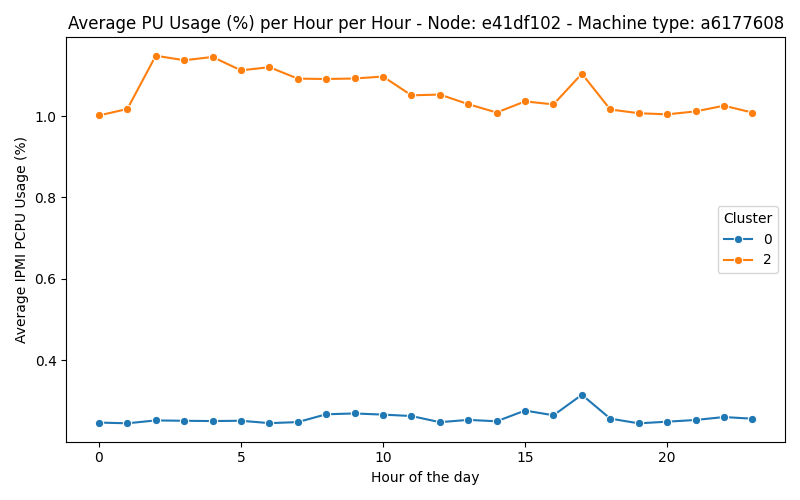 Average PU Usage (%) per Hour per Hour - Node: e41df102 - Machine type: a6177608
Average IPMI PCPU Usage (%)
1.0
0.8
0.6
0.4
Cluster
0
2
0
5
10
15
20
Hour of the day